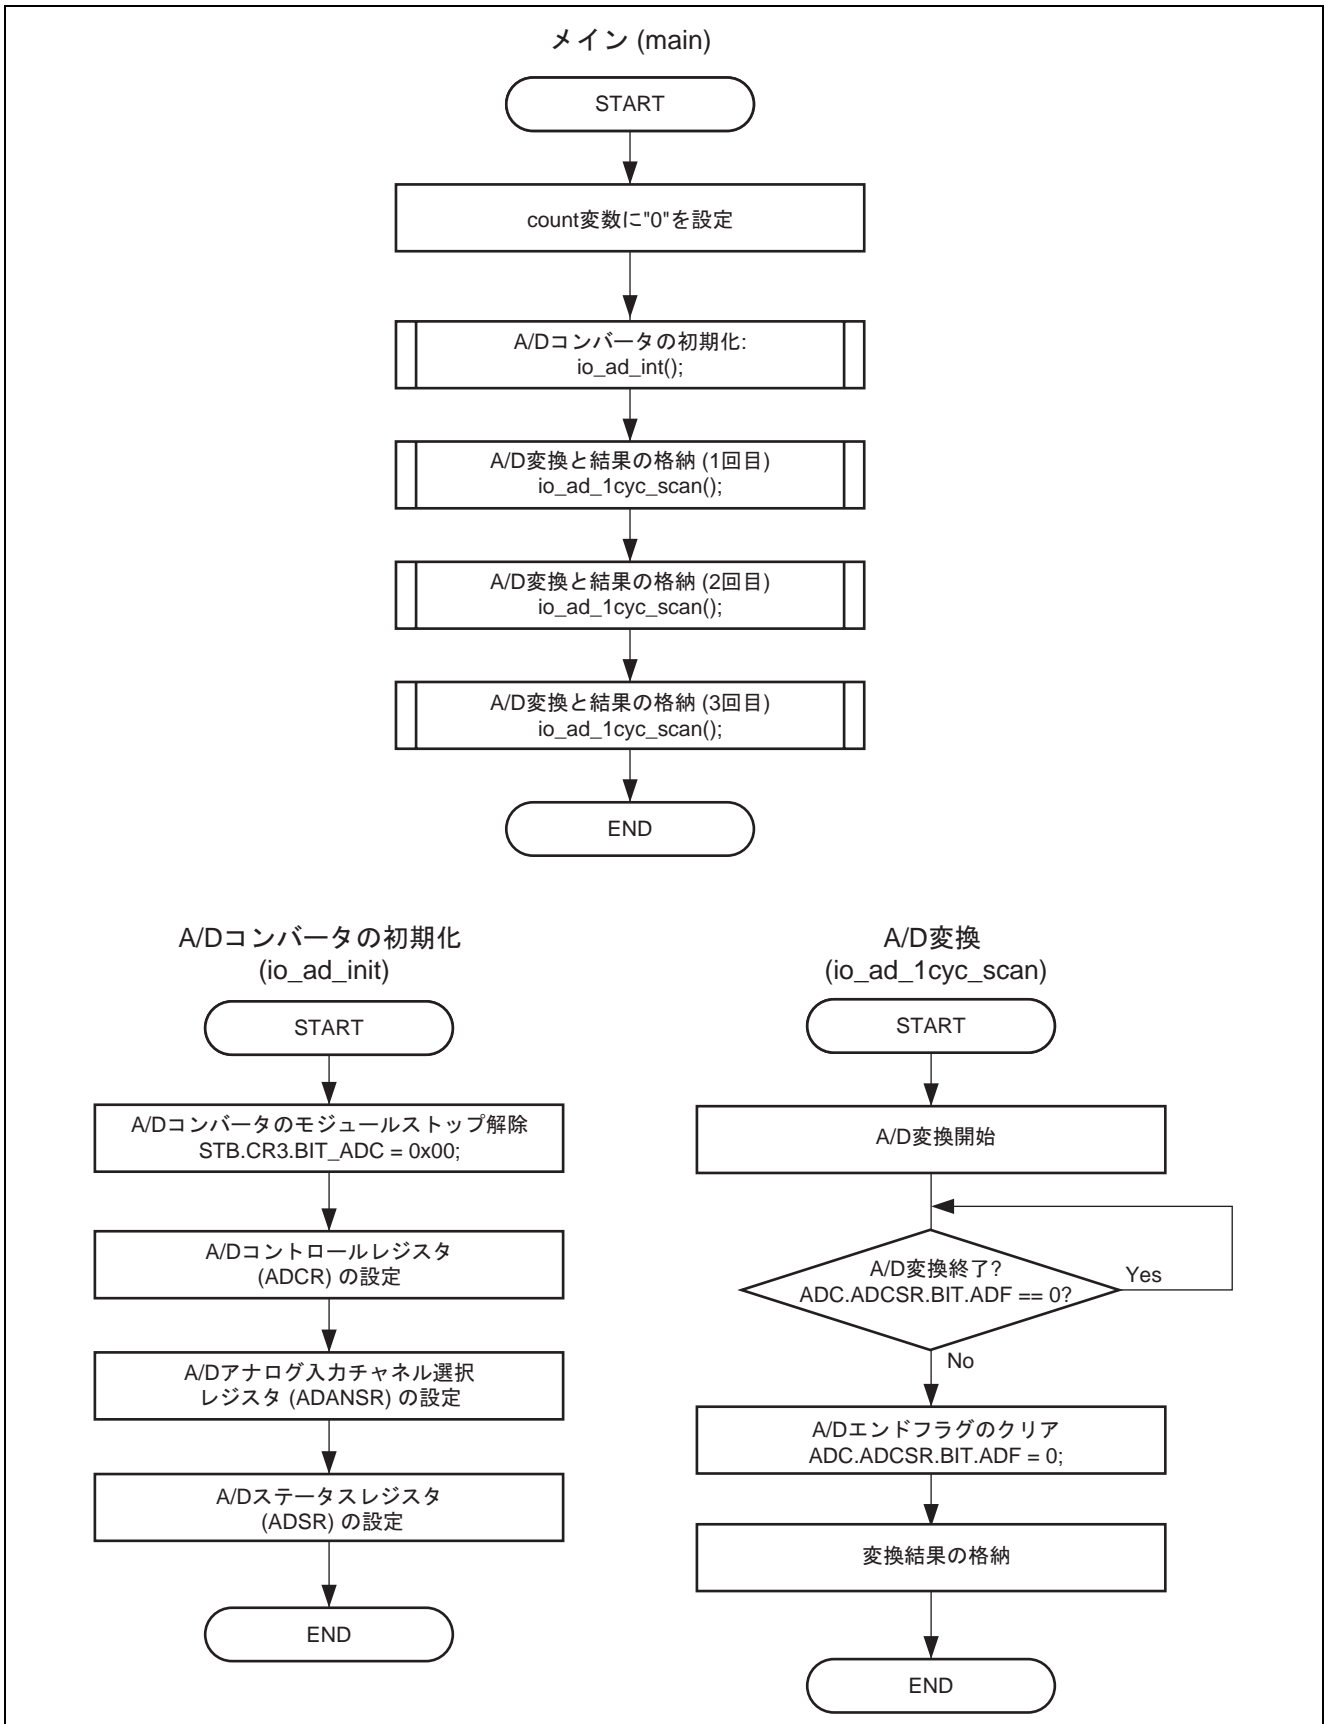 メイン (main)
START
count変数に"0"を設定
A/Dコンバータの初期化:
io_ad_int();
A/D変換と結果の格納 (1回目)
io_ad_1cyc_scan();
A/D変換と結果の格納 (2回目)
io_ad_1cyc_scan();
A/D変換と結果の格納 (3回目)
io_ad_1cyc_scan();
END
A/Dコンバータの初期化
(io_ad_init)
START
A/Dコンバータのモジュールストップ解除
STB.CR3.BIT_ADC = 0x00;
A/Dコントロールレジスタ
(ADCR) の設定
A/Dアナログ入力チャネル選択
レジスタ (ADANSR) の設定
A/Dステータスレジスタ
(ADSR) の設定
END
A/D変換
(io_ad_1cyc_scan)
START
A/D変換開始
A/D変換終了?
ADC.ADCSR.BIT.ADF == 0?
Yes
No
A/Dエンドフラグのクリア
ADC.ADCSR.BIT.ADF = 0;
変換結果の格納
END